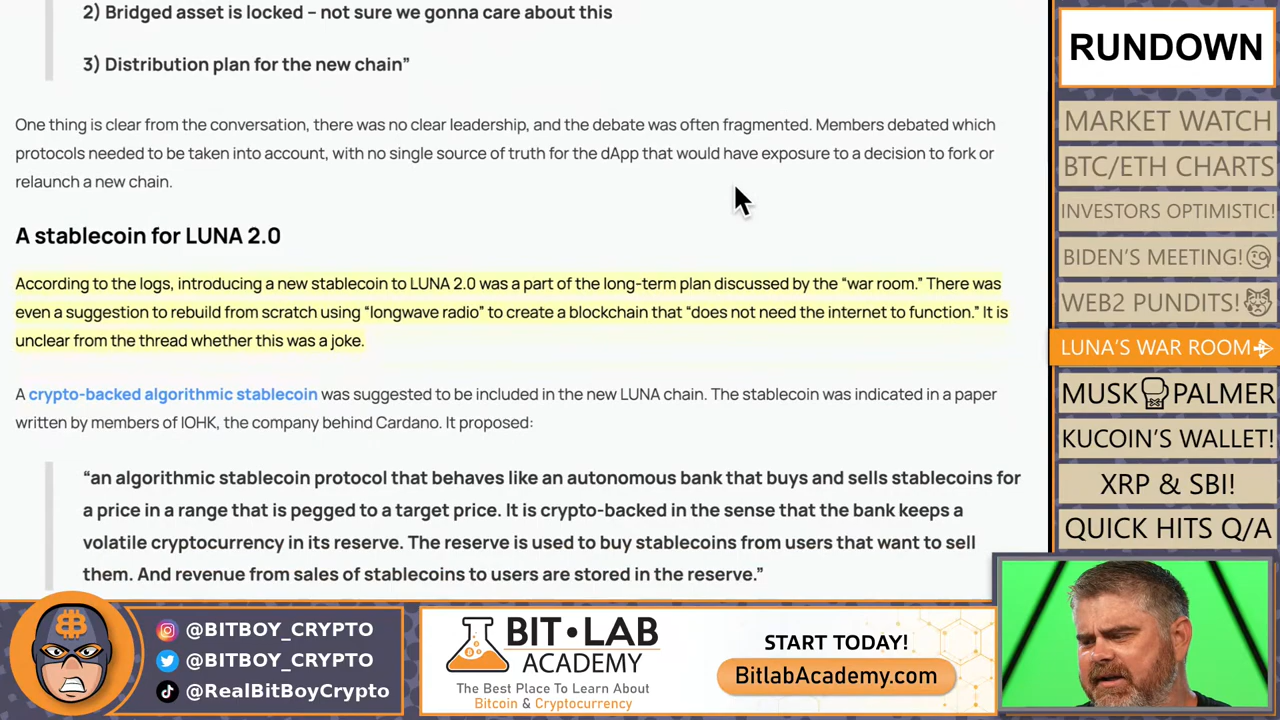 2) Bridged asset is locked – not sure we gonna care about this
3) Distribution plan for the new chain”
One thing is clear from the conversation, there was no clear leadership, and the debate was often fragmented. Members debated which
protocols needed to be taken into account, with no single source of truth for the dApp that would have exposure to a decision to fork or
relaunch a new chain.
A stablecoin for LUNA 2.0
According to the logs, introducing a new stablecoin to LUNA 2.0 was a part of the long-term plan discussed by the “war room.” There was
even a suggestion to rebuild from scratch using “longwave radio” to create a blockchain that “does not need the internet to function.” It is
unclear from the thread whether this was a joke.
A crypto-backed algorithmic stablecoin was suggested to be included in the new LUNA chain. The stablecoin was indicated in a paper
written by members of IOHK, the company behind Cardano. It proposed:
“an algorithmic stablecoin protocol that behaves like an autonomous bank that buys and sells stablecoins for
a price in a range that is pegged to a target price. It is crypto-backed in the sense that the bank keeps a
volatile cryptocurrency in its reserve. The reserve is used to buy stablecoins from users that want to sell
them. And revenue from sales of stablecoins to users are stored in the reserve.”
RUNDOWN
MARKET WATCH
BTC/ETH CHARTS
INVESTORS OPTIMISTIC!
BIDEN'S MEETING!
WEB2 PUNDITS!
LUNA'S WAR ROOM
MUSK PALMER
KUCOIN'S WALLET!
XRP & SBI!
QUICK HITS Q/A
@BITBOY_CRYPTO
@BITBOY_CRYPTO
@RealBitBoyCrypto
BIT•LAB
ACADEMY
The Best Place To Learn About
Bitcoin & Cryptocurrency
START TODAY!
BitlabAcademy.com